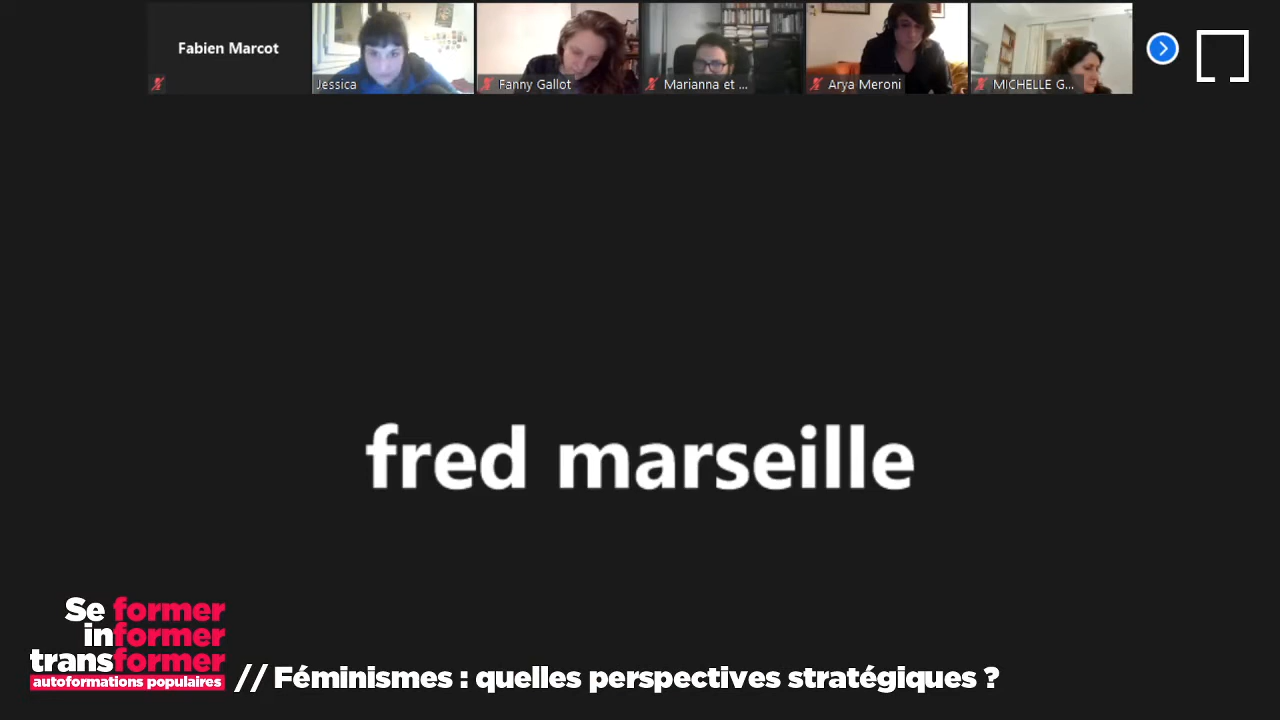 Fabien Marcot
Jessica
Fanny Gallot
Marianna et ...
Arya Meroni
MICHELLE G...
fred marseille
Se former
informer
transformer
autoformations populaires
// Féminismes : quelles perspectives stratégiques ?